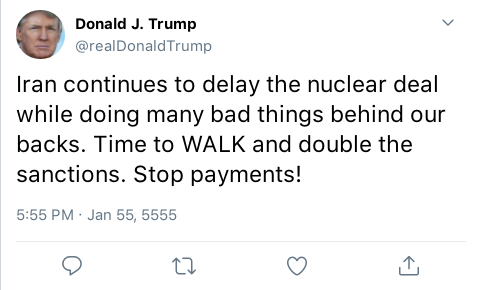 Donald J. Trump
@realDonaldTrump
Iran continues to delay the nuclear deal
while doing many bad things behind our
backs. Time to WALK and double the
sanctions. Stop payments!
5:55 PM · Jan 55, 5555